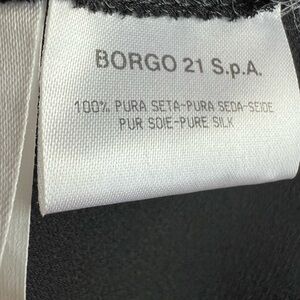 BORGO 21 S.p.A.
100% PURA SETA-PURA SEDA-SEIDE
PUR SOIE-PURE SILK